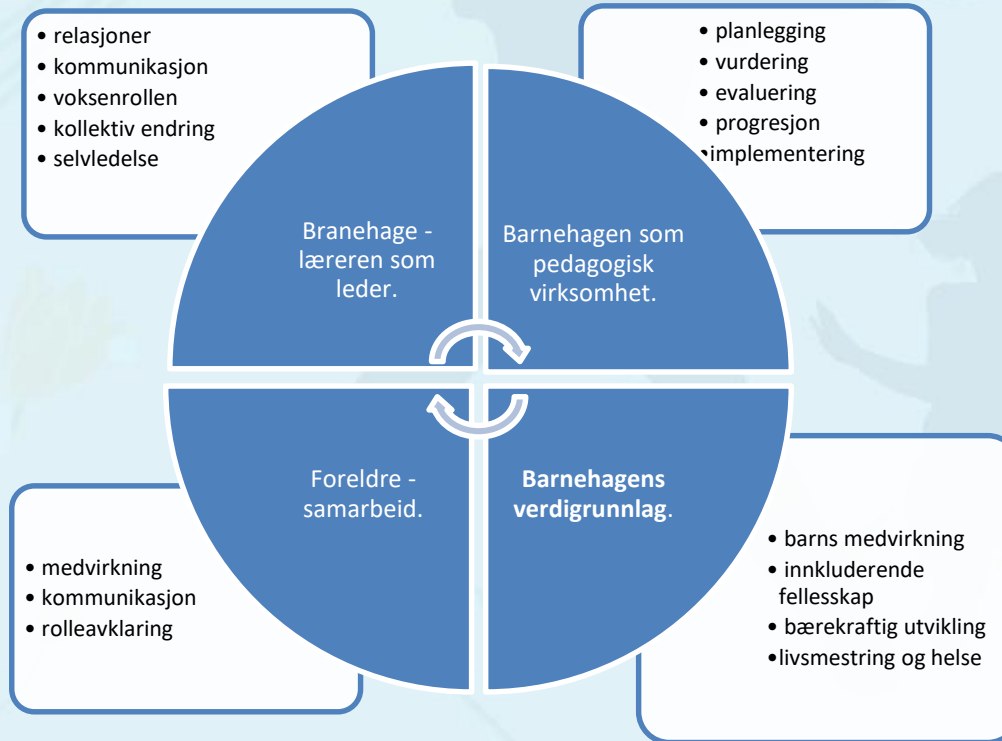 • relasjoner
• kommunikasjon
• voksenrollen
• kollektiv endring
• selvledelse
• planlegging
• vurdering
• evaluering
• progresjon
•implementering
Branehage -
læreren som
leder.
Barnehagen som
pedagogisk
virksomhet.
Foreldre -
samarbeid.
Barnehagens
verdigrunnlag.
• medvirkning
• kommunikasjon
• rolleavklaring
• barns medvirkning
• innkluderende
fellesskap
• bærekraftig utvikling
•livsmestring og helse